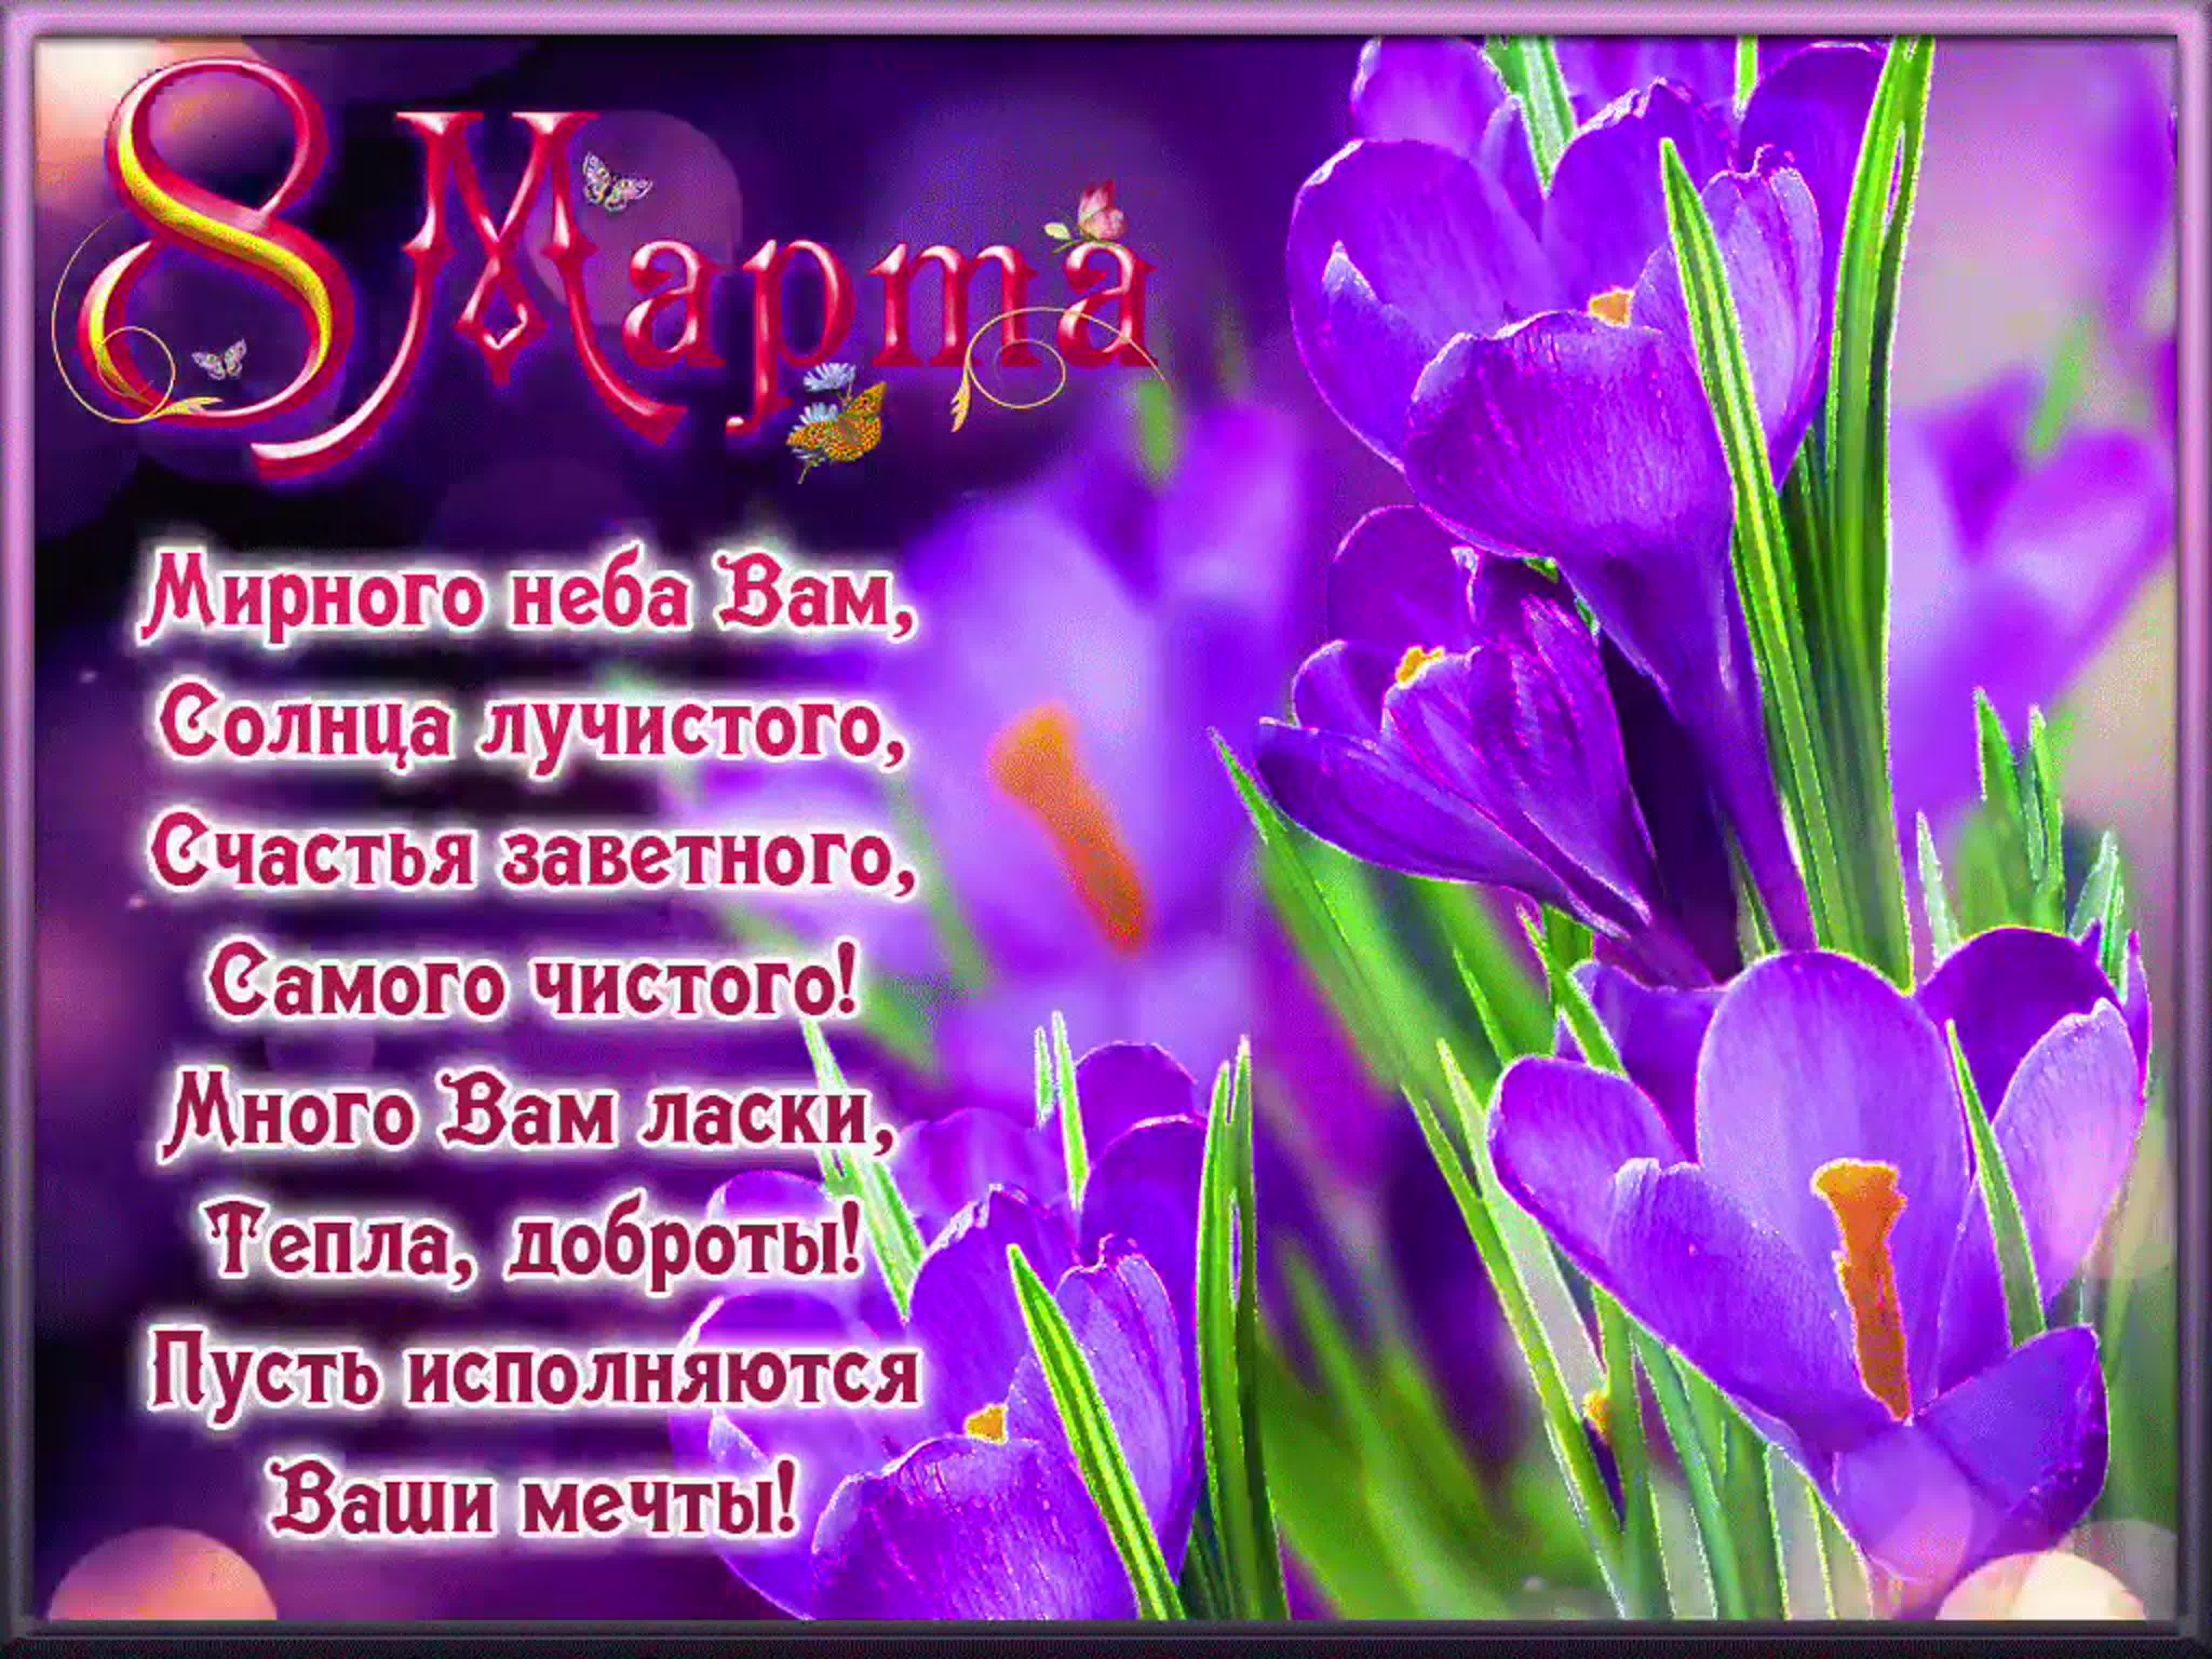 8 Марта
Мирного неба Вам,
Солнца лучистого,
Счастья заветного,
Самого чистого!
Много Вам ласки,
Тепла, доброты!
Пусть исполняются
Ваши мечты!